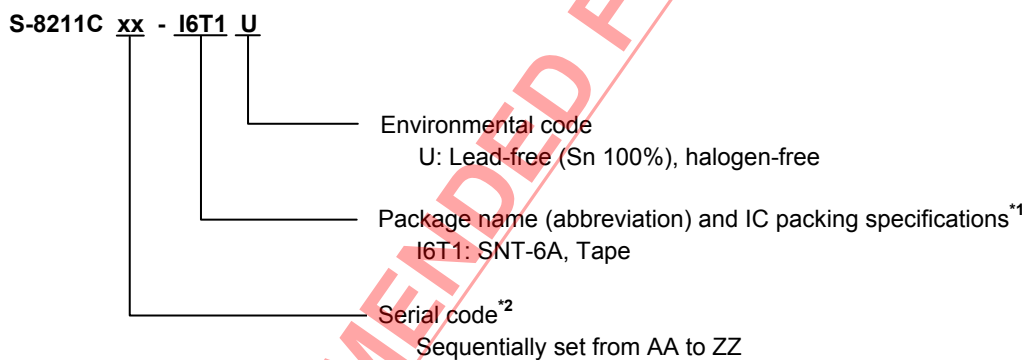 S-8211C xx - I6T1 U
Environmental code
U: Lead-free (Sn 100%), halogen-free
Package name (abbreviation) and IC packing specifications*1
I6T1: SNT-6A, Tape
Serial code*2
Sequentially set from AA to ZZ
MENDED F